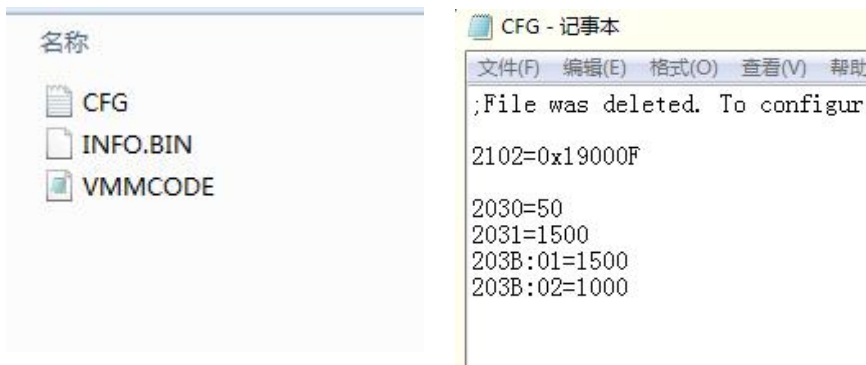 名称
CFG
INFO.BIN
VMMCODE
CFG - 记事本
文件(F) 编辑(E) 格式(O) 查看(V) 帮助
;File was deleted. To configur
2102=0x19000F
2030=50
2031=1500
203B:01=1500
203B:02=1000